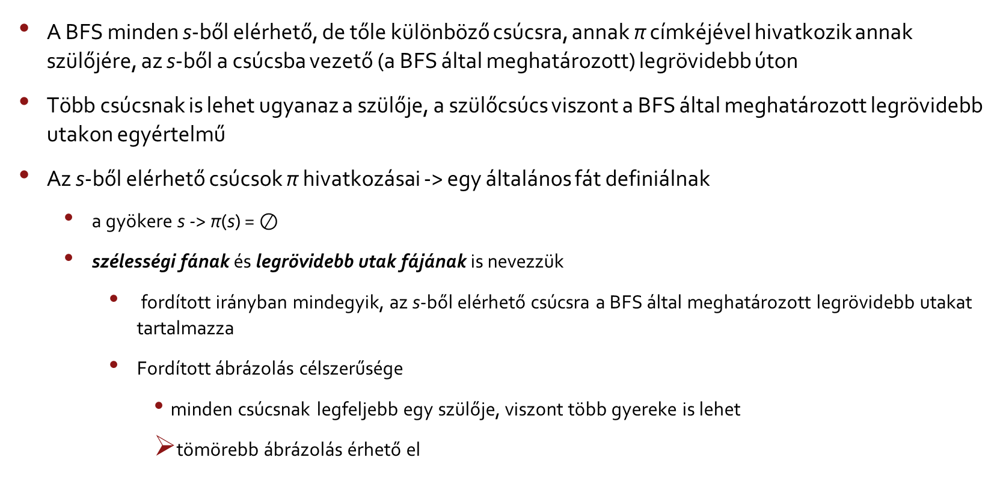 • A BFS minden s-ből elérhető, de tőle különböző csúcsra, annak π címkéjével hivatkozik annak
szülőjére, az s-ből a csúcsba vezető (a BFS által meghatározott) legrövidebb úton
• Több csúcsnak is lehet ugyanaz a szülője, a szülőcsúcs viszont a BFS által meghatározott legrövidebb
utakon egyértelmű
• Az s-ből elérhető csúcsok π hivatkozásai -> egy általános fát definiálnak
• a gyökere s -> π(s) = ∅
• szélességi fának és legrövidebb utak fájának is nevezzük
• fordított irányban mindegyik, az s-ből elérhető csúcsra a BFS által meghatározott legrövidebb utakat
tartalmazza
• Fordított ábrázolás célszerűsége
• minden csúcsnak legfeljebb egy szülője, viszont több gyereke is lehet
➢ tömörebb ábrázolás érhető el